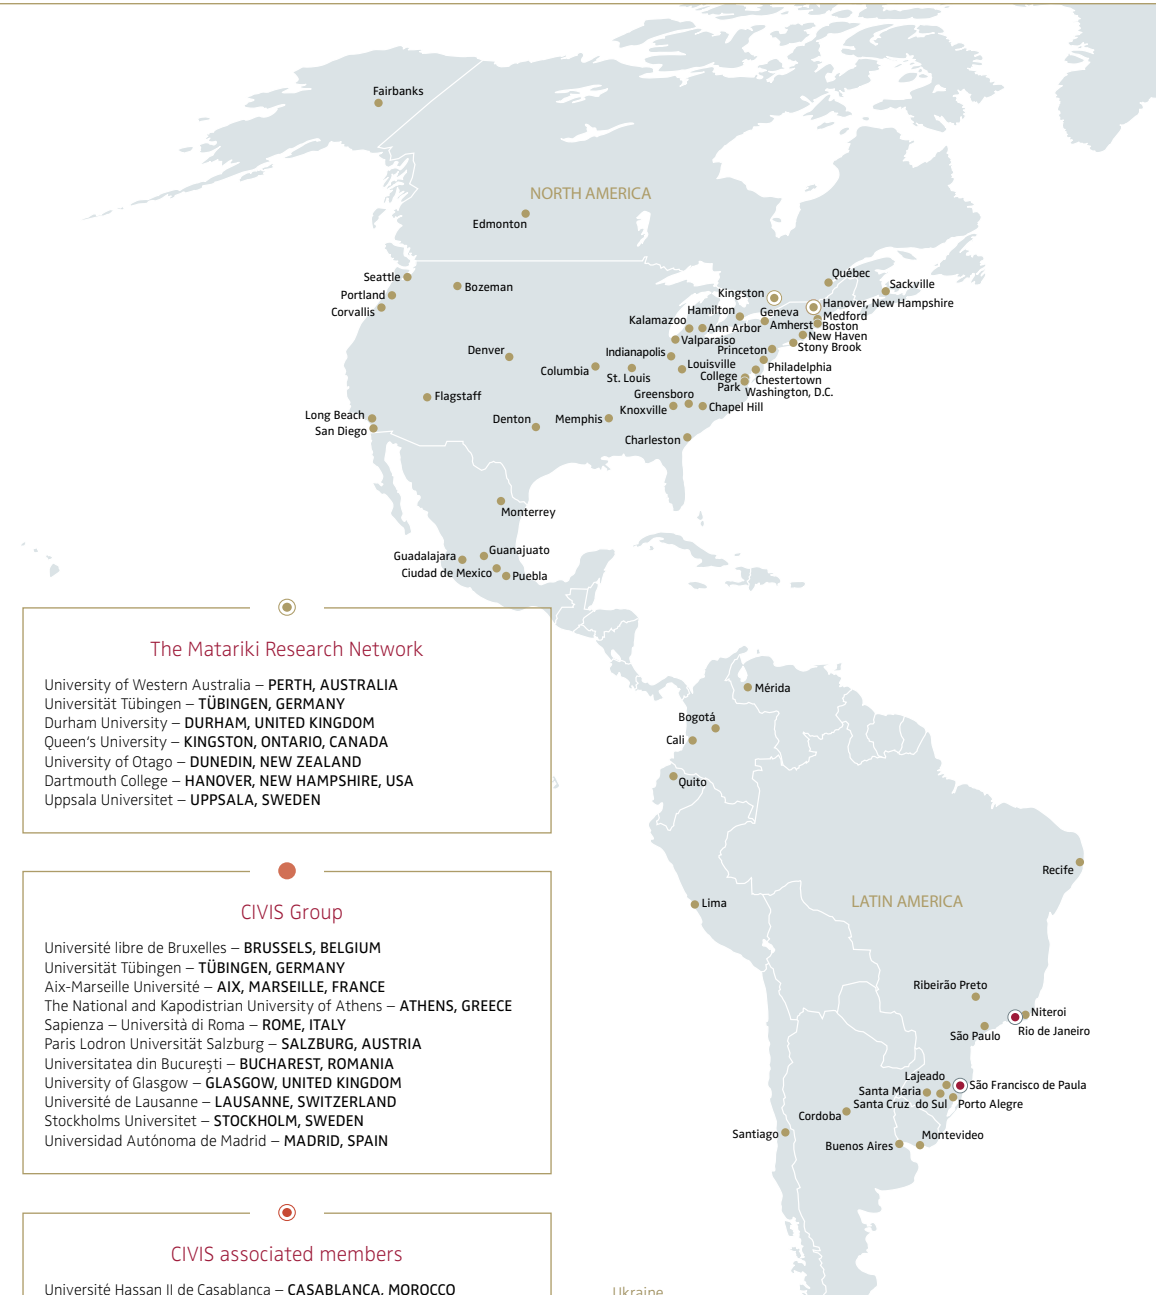 Fairbanks
NORTH AMERICA
Edmonton
Seattle
Portland
Corvallis
Bozeman
Québec
Sackville
Kingston
Hanover, New Hampshire
Hamilton
Geneva
Medford
Kalamazoo
Ann Arbor
Amherst
Boston
New Haven
Valparaiso
Princeton
Stony Brook
Denver
Indianapolis
Columbia
St. Louis
Louisville
Philadelphia
College
Park
Chestertown
Washington, D.C.
Flagstaff
Greensboro
Knoxville
Chapel Hill
Long Beach
San Diego
Denton
Memphis
Charleston
Monterrey
Guadalajara
Guanajuato
Ciudad de Mexico
Puebla
The Matariki Research Network
University of Western Australia – PERTH, AUSTRALIA
Universität Tübingen – TÜBINGEN, GERMANY
Durham University – DURHAM, UNITED KINGDOM
Queen‘s University – KINGSTON, ONTARIO, CANADA
University of Otago – DUNEDIN, NEW ZEALAND
Dartmouth College – HANOVER, NEW HAMPSHIRE, USA
Uppsala Universitet – UPPSALA, SWEDEN
CIVIS Group
Université libre de Bruxelles – BRUSSELS, BELGIUM
Universität Tübingen – TÜBINGEN, GERMANY
Aix-Marseille Université – AIX, MARSEILLE, FRANCE
The National and Kapodistrian University of Athens – ATHENS, GREECE
Sapienza – Università di Roma – ROME, ITALY
Paris Lodron Universität Salzburg – SALZBURG, AUSTRIA
Universitatea din București – BUCHAREST, ROMANIA
University of Glasgow – GLASGOW, UNITED KINGDOM
Université de Lausanne – LAUSANNE, SWITZERLAND
Stockholms Universitet – STOCKHOLM, SWEDEN
Universidad Autónoma de Madrid – MADRID, SPAIN
CIVIS associated members
Université Hassan II de Casablanca – CASABLANCA, MOROCCO
Mérida
Bogotá
Cali
Quito
Recife
Lima
LATIN AMERICA
Ribeirão Preto
Niteroi
Rio de Janeiro
São Paulo
Lajeado
São Francisco de Paula
Santa Maria
Santa Cruz do Sul
Porto Alegre
Cordoba
Santiago
Montevideo
Buenos Aires
Ukraine